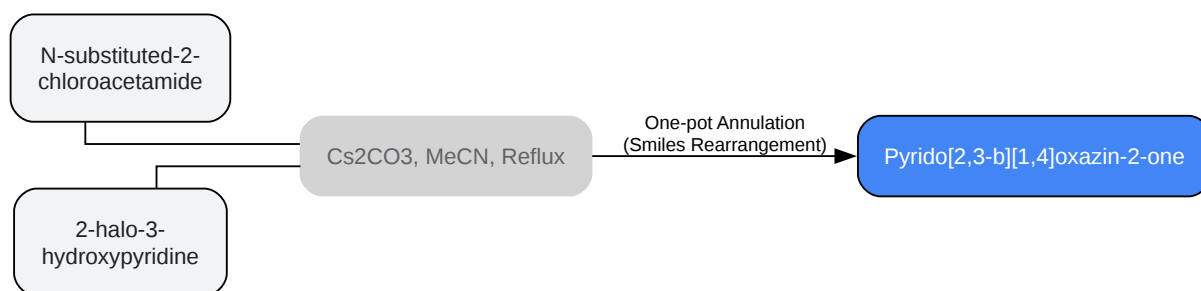 N-substituted-2-
chloroacetamide
Cs2CO3, MeCN, Reflux
One-pot Annulation
(Smiles Rearrangement)
Pyrido[2,3-b][1,4]oxazin-2-one
2-halo-3-
hydroxypyridine